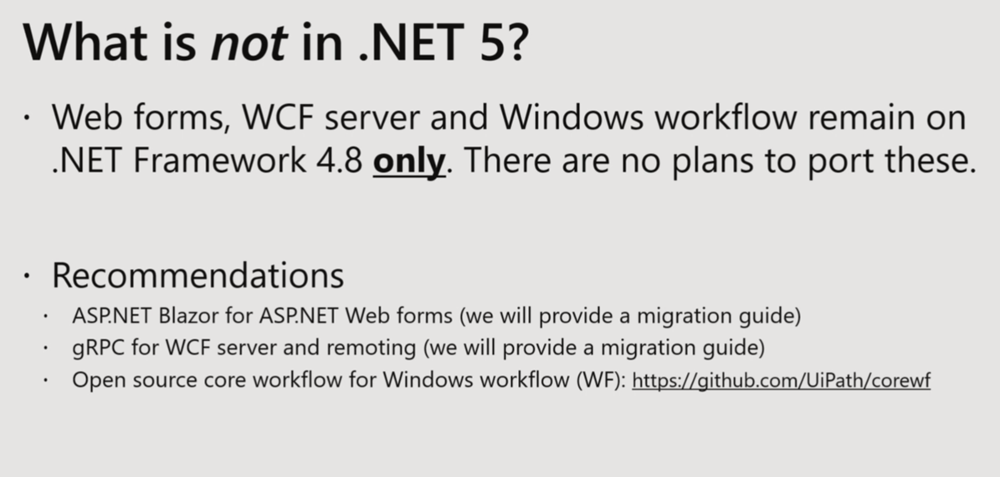 What is not in .NET 5?
· Web forms, WCF server and Windows workflow remain on
.NET Framework 4.8 only. There are no plans to port these.
· Recommendations
· ASP.NET Blazor for ASP.NET Web forms (we will provide a migration guide)
· gRPC for WCF server and remoting (we will provide a migration guide)
· Open source core workflow for Windows workflow (WF): https://github.com/UiPath/corewf